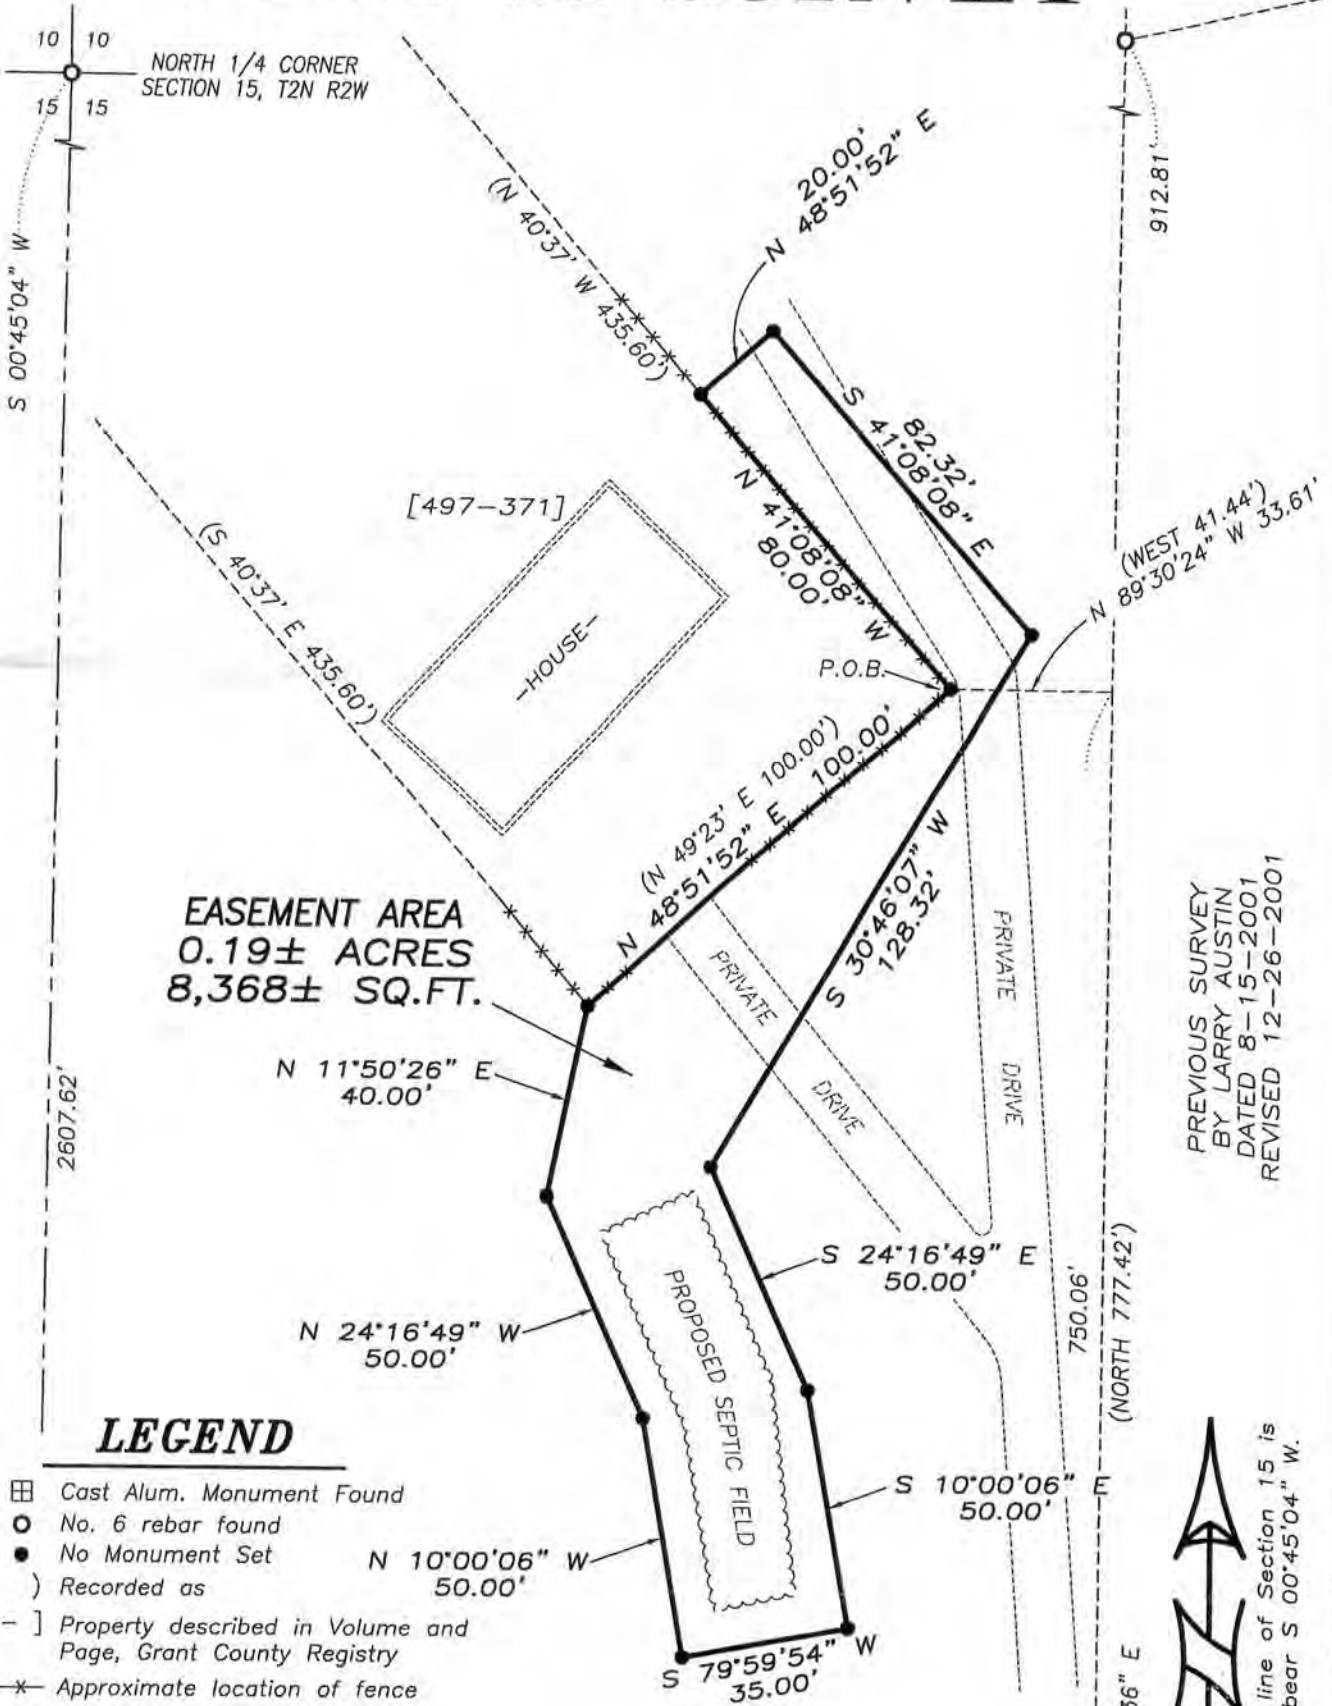 10 10
15 15
NORTH 1/4 CORNER
SECTION 15, T2N R2W
S 00°45'04" W
2607.62'
(N 40°37' W 435.60')
20.00'
N 48°51'52" E
912.81'
82.32'
S 41°08'08" E
N 41°08'08" W
80.00'
(WEST 41.44')
N 89°30'24" W 33.61'
[497-371]
-HOUSE-
(S 40°37' E 435.60')
P.O.B.
(N 49°23' E 100.00')
N 48°51'52" E 100.00'
S 30°46'07" W
128.32'
PRIVATE DRIVE
PRIVATE DRIVE
EASEMENT AREA
0.19± ACRES
8,368± SQ.FT.
N 11°50'26" E
40.00'
PREVIOUS SURVEY
BY LARRY AUSTIN
DATED 8-15-2001
REVISED 12-26-2001
S 24°16'49" E
50.00'
750.06'
(NORTH 777.42')
N 24°16'49" W
50.00'
PROPOSED SEPTIC FIELD
S 10°00'06" E
50.00'
N 10°00'06" W
50.00'
S 79°59'54" W
35.00'
36" E
line of Section 15 is
bear S 00°45'04" W.
LEGEND
Cast Alum. Monument Found
No. 6 rebar found
No Monument Set
) Recorded as
- ] Property described in Volume and
Page, Grant County Registry
-x- Approximate location of fence